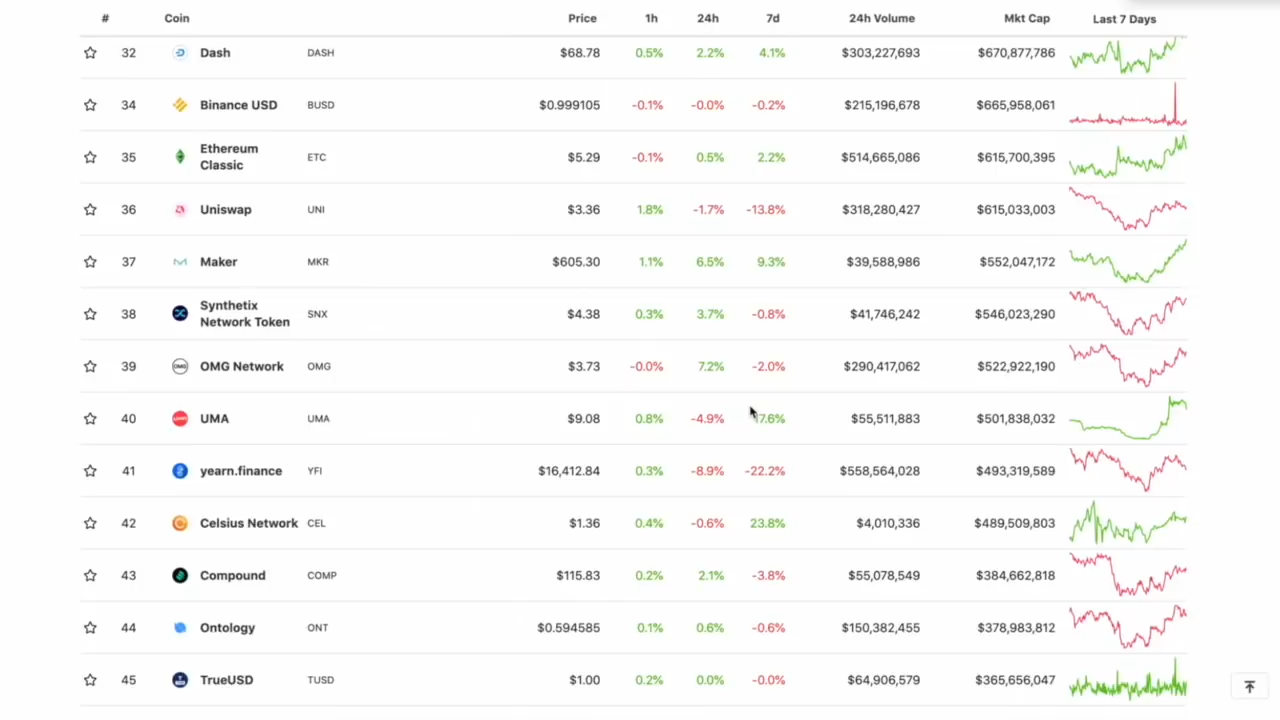 # Coin Price 1h 24h 7d 24h Volume Mkt Cap Last 7 Days
32 Dash DASH $68.78 0.5% 2.2% 4.1% $303,227,693 $670,877,786
34 Binance USD BUSD $0.999105 -0.1% -0.0% -0.2% $215,196,678 $665,958,061
35 Ethereum Classic ETC $5.29 -0.1% 0.5% 2.2% $514,665,086 $615,700,395
36 Uniswap UNI $3.36 1.8% -1.7% -13.8% $318,280,427 $615,033,003
37 Maker MKR $605.30 1.1% 6.5% 9.3% $39,588,986 $552,047,172
38 Synthetix Network Token SNX $4.38 0.3% 3.7% -0.8% $41,746,242 $546,023,290
39 OMG Network OMG $3.73 -0.0% 7.2% -2.0% $290,417,062 $522,922,190
40 UMA UMA $9.08 0.8% -4.9% $55,511,883 $501,838,032
41 yearn.finance YFI $16,412.84 0.3% -8.9% -22.2% $558,564,028 $493,319,589
42 Celsius Network CEL $1.36 0.4% -0.6% 23.8% $4,010,336 $489,509,803
43 Compound COMP $115.83 0.2% 2.1% -3.8% $55,078,549 $384,662,818
44 Ontology ONT $0.594585 0.1% 0.6% -0.6% $150,382,455 $378,983,812
45 TrueUSD TUSD $1.00 0.2% 0.0% -0.0% $64,906,579 $365,656,047